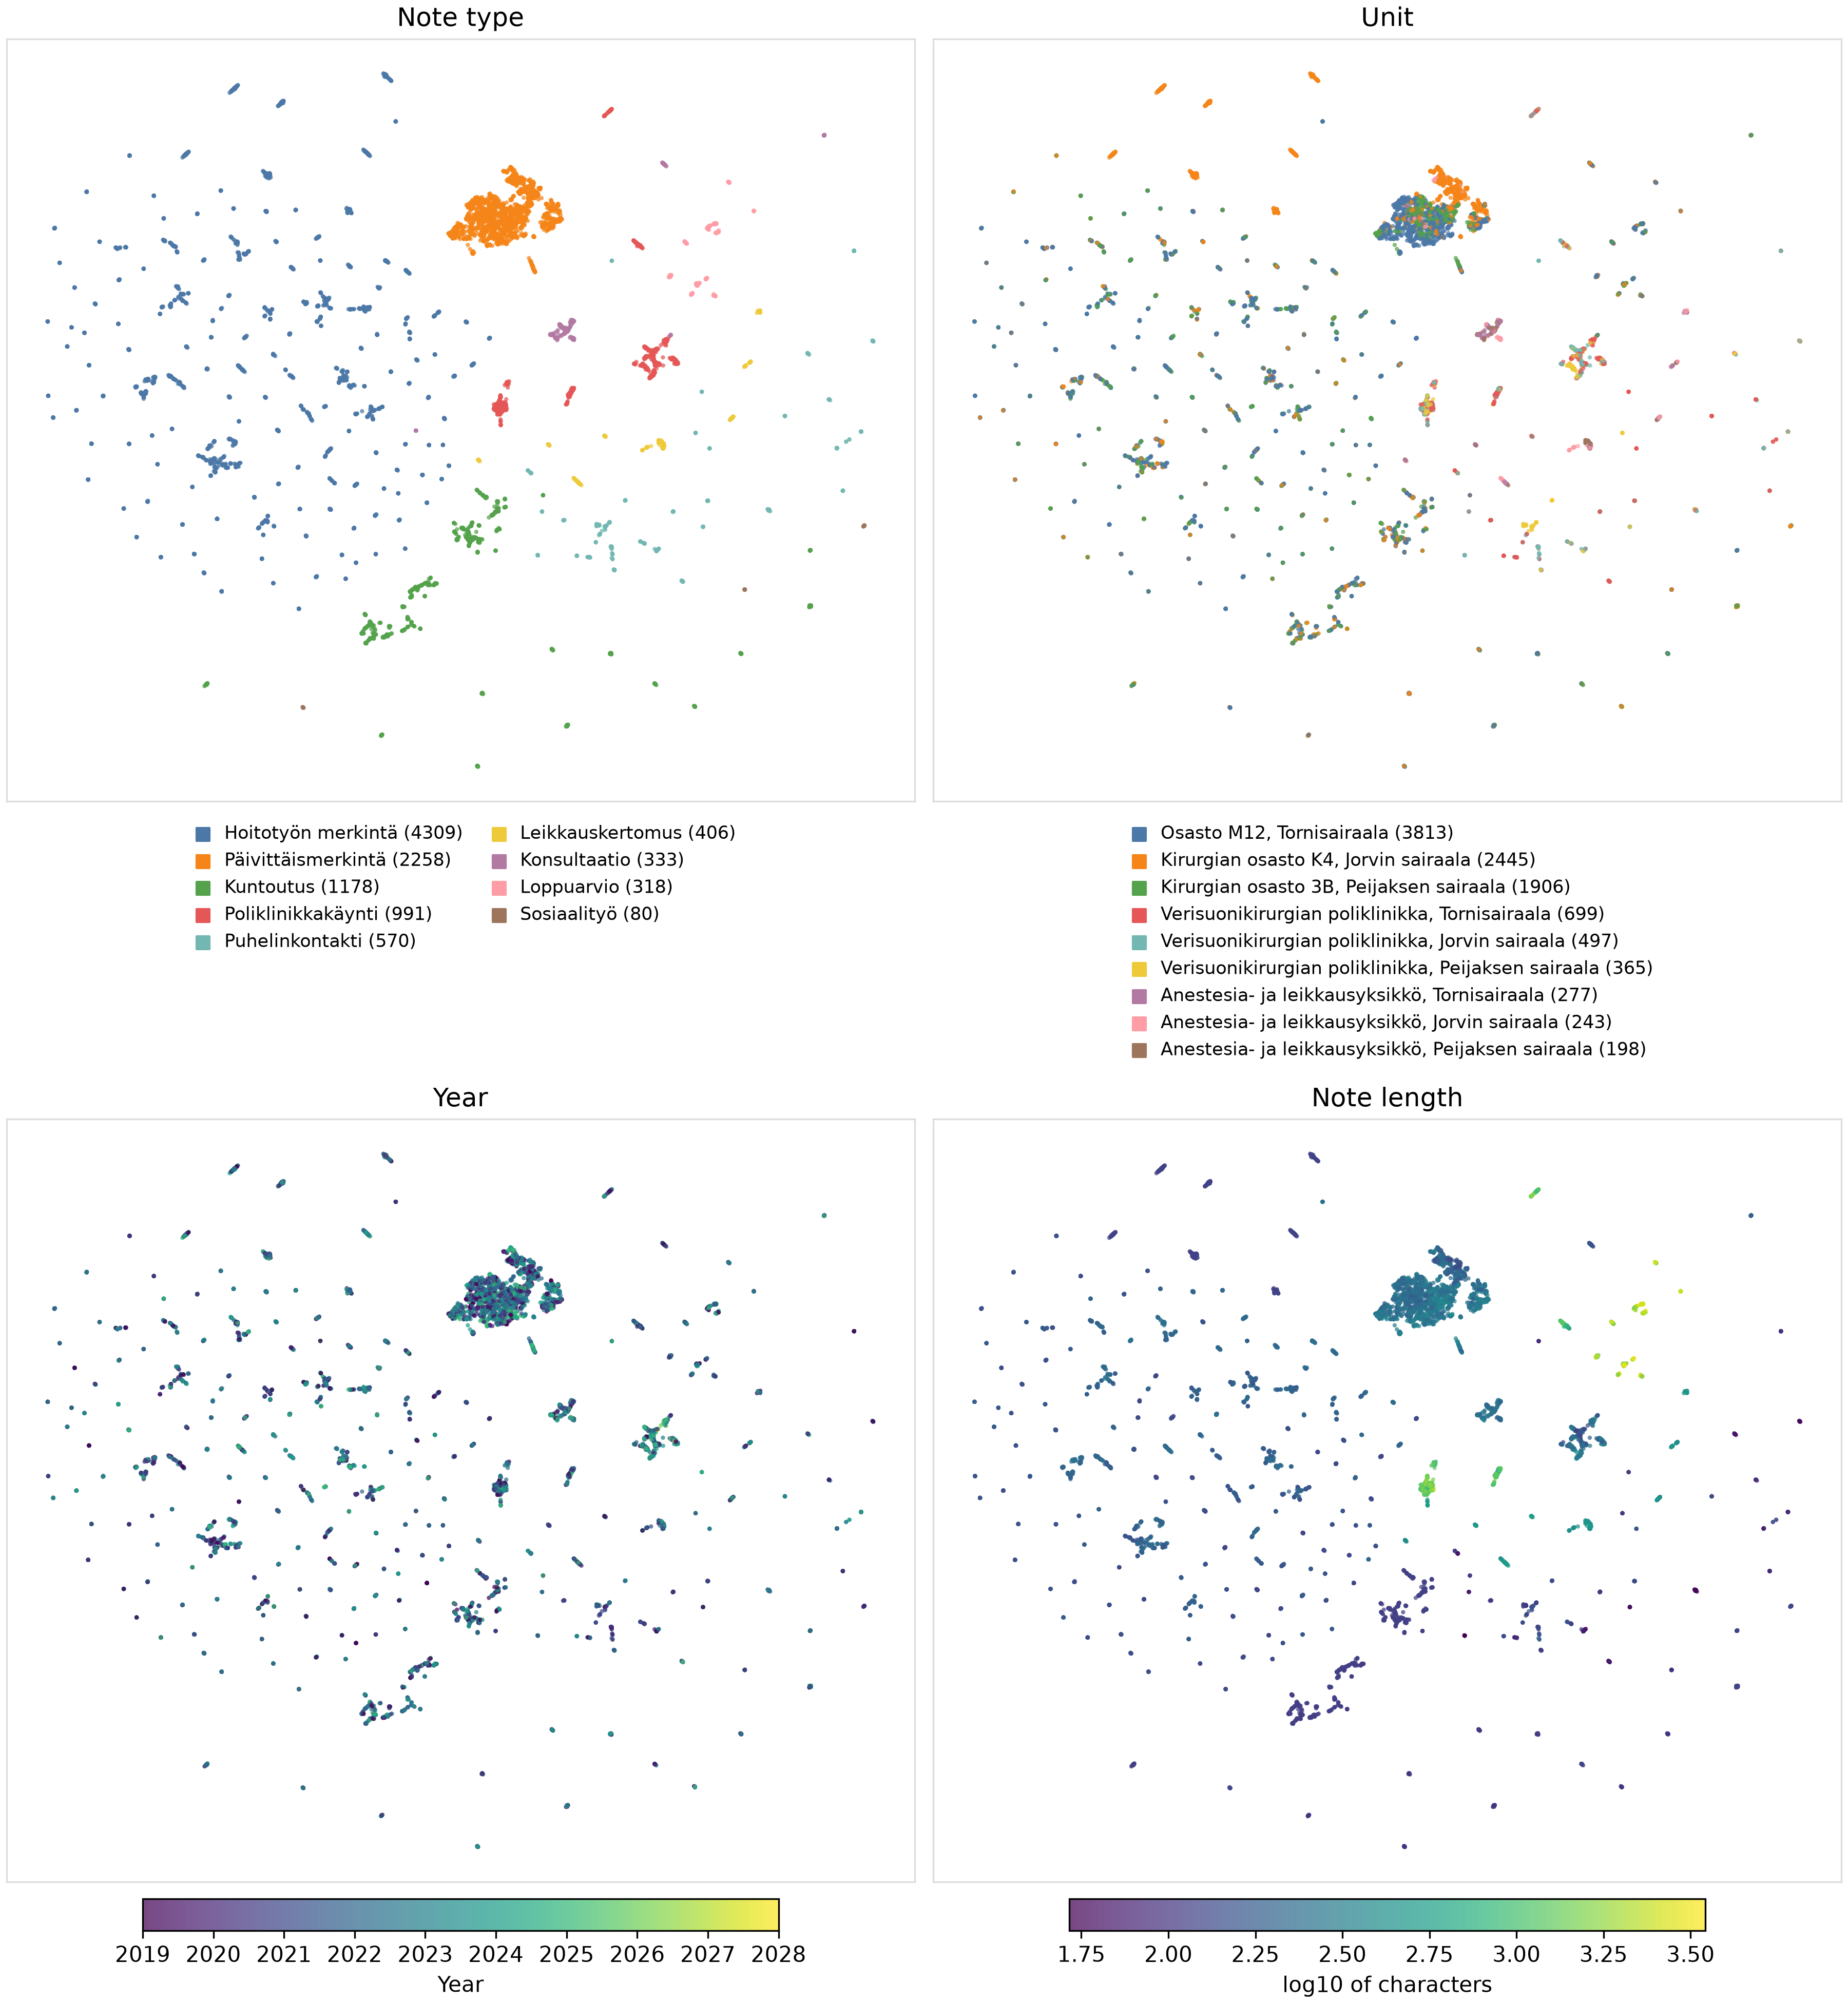 Note type
Unit
Hoitotyön merkintä (4309)
Päivittäismerkintä (2258)
Kuntoutus (1178)
Poliklinikkakäynti (991)
Puhelinkontakti (570)
Leikkauskertomus (406)
Konsultaatio (333)
Loppuarvio (318)
Sosiaalityö (80)
Osasto M12, Tornisairaala (3813)
Kirurgian osasto K4, Jorvin sairaala (2445)
Kirurgian osasto 3B, Peijaksen sairaala (1906)
Verisuonikirurgian poliklinikka, Tornisairaala (699)
Verisuonikirurgian poliklinikka, Jorvin sairaala (497)
Verisuonikirurgian poliklinikka, Peijaksen sairaala (365)
Anestesia- ja leikkausyksikkö, Tornisairaala (277)
Anestesia- ja leikkausyksikkö, Jorvin sairaala (243)
Anestesia- ja leikkausyksikkö, Peijaksen sairaala (198)
Year
Note length
2019 2020 2021 2022 2023 2024 2025 2026 2027 2028
Year
1.75 2.00 2.25 2.50 2.75 3.00 3.25 3.50
log10 of characters